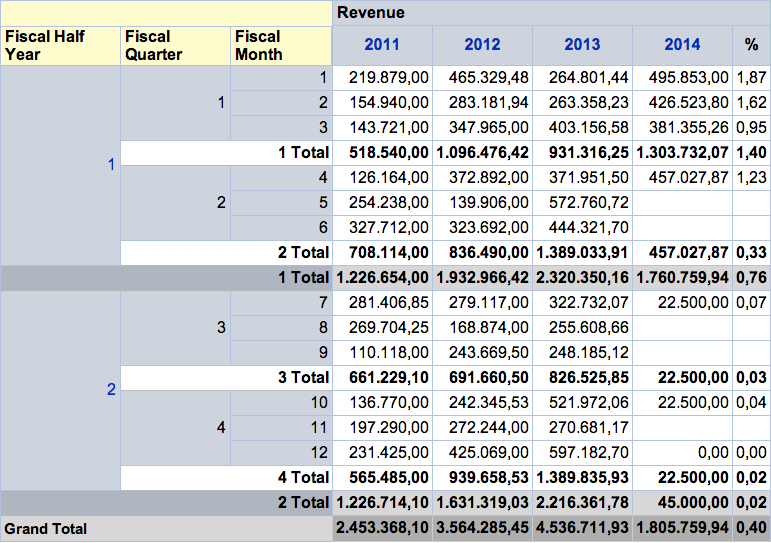 Revenue
Fiscal Half Year Fiscal Quarter Fiscal Month 2011 2012 2013 2014 %
1 1 1 219.879,00 465.329,48 264.801,44 495.853,00 1,87
2 154.940,00 283.181,94 263.358,23 426.523,80 1,62
3 143.721,00 347.965,00 403.156,58 381.355,26 0,95
1 Total 518.540,00 1.096.476,42 931.316,25 1.303.732,07 1,40
2 4 126.164,00 372.892,00 371.951,50 457.027,87 1,23
5 254.238,00 139.906,00 572.760,72
6 327.712,00 323.692,00 444.321,70
2 Total 708.114,00 836.490,00 1.389.033,91 457.027,87 0,33
1 Total 1.226.654,00 1.932.966,42 2.320.350,16 1.760.759,94 0,76
2 3 7 281.406,85 279.117,00 322.732,07 22.500,00 0,07
8 269.704,25 168.874,00 255.608,66
9 110.118,00 243.669,50 248.185,12
3 Total 661.229,10 691.660,50 826.525,85 22.500,00 0,03
4 10 136.770,00 242.345,53 521.972,06 22.500,00 0,04
11 197.290,00 272.244,00 270.681,17
12 231.425,00 425.069,00 597.182,70 0,00 0,00
4 Total 565.485,00 939.658,53 1.389.835,93 22.500,00 0,02
2 Total 1.226.714,10 1.631.319,03 2.216.361,78 45.000,00 0,02
Grand Total 2.453.368,10 3.564.285,45 4.536.711,93 1.805.759,94 0,40